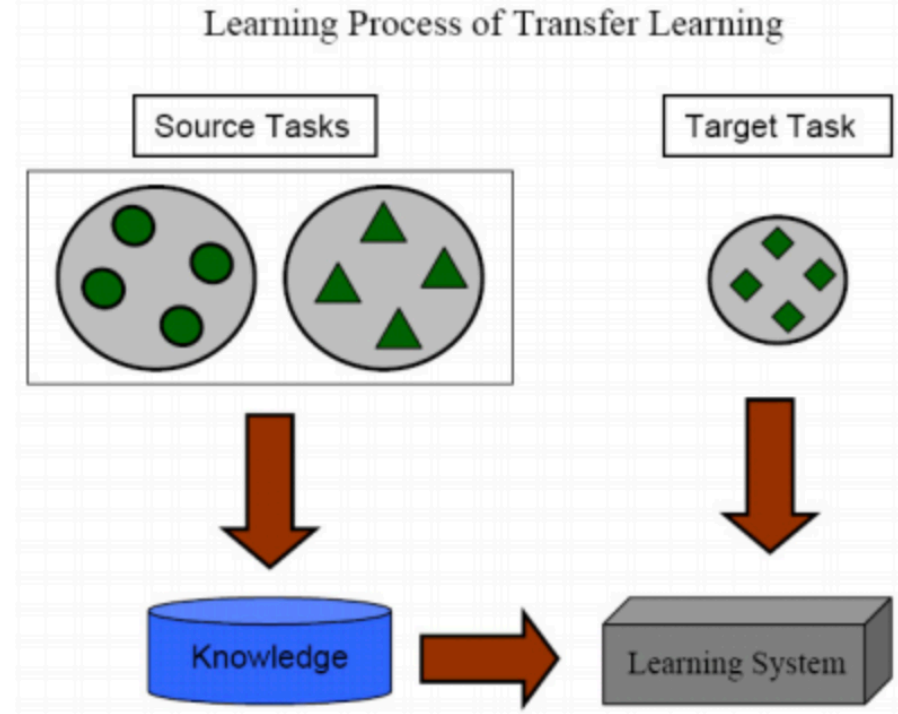 Learning Process of Transfer Learning
Source Tasks
Target Task
Knowledge
Learning System